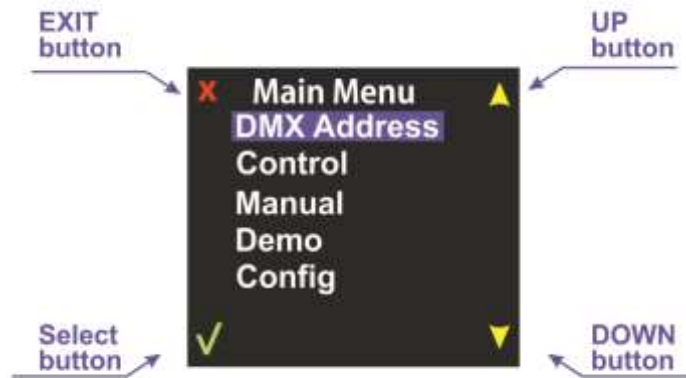 EXIT
button
UP
button
X Main Menu
DMX Address
Control
Manual
Demo
Config
Select
button
DOWN
button